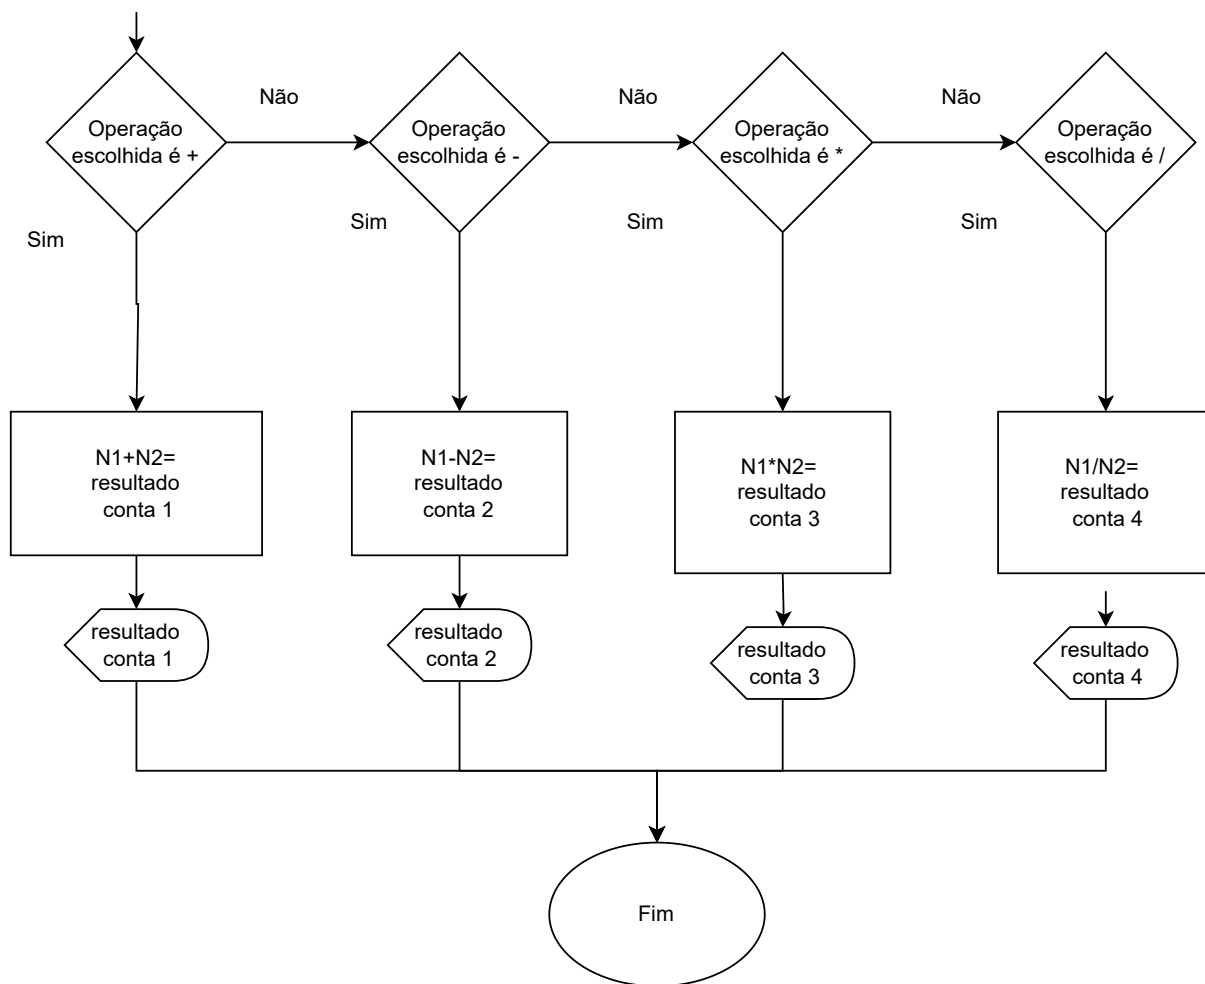 Não
Não
Não
Operação
escolhida é +
Operação
escolhida é -
Operação
escolhida é *
Operação
escolhida é /
Sim
Sim
Sim
Sim
N1+N2=
resultado
conta 1
N1-N2=
resultado
conta 2
N1*N2=
resultado
conta 3
N1/N2=
resultado
conta 4
resultado
conta 1
resultado
conta 2
resultado
conta 3
resultado
conta 4
Fim